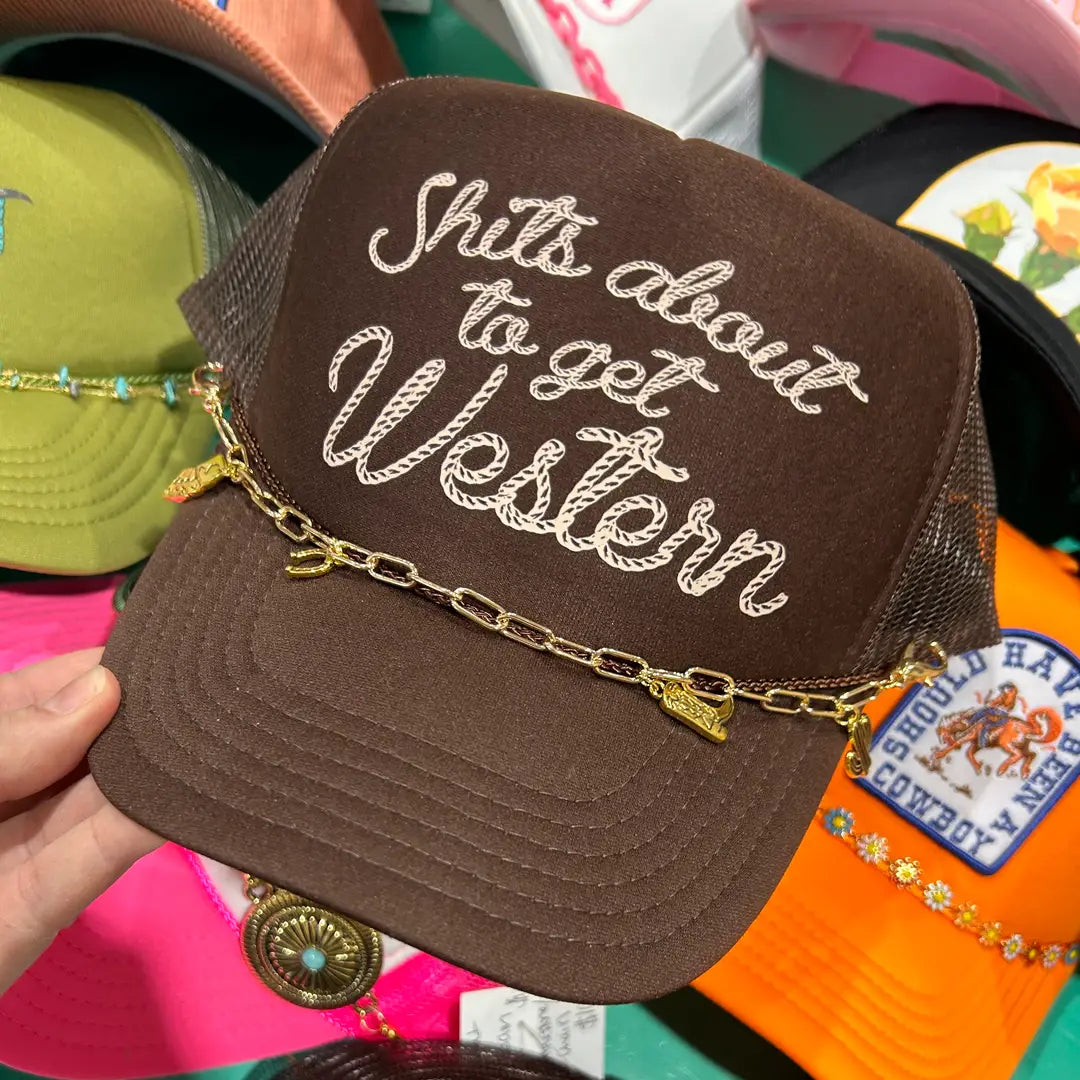 Shits about
to get
Western
SHOULD HAVE BEEN A
COWBOY